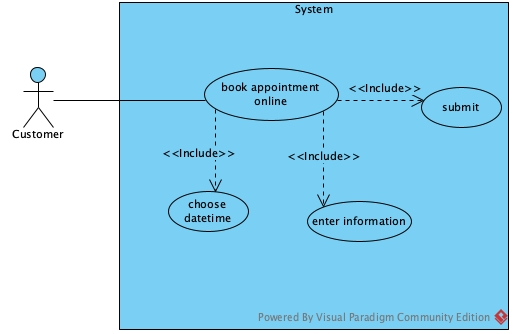 System
book appointment
online
<<Include>>
submit
Customer
<<Include>>
<<Include>>
choose
datetime
enter information
Powered By Visual Paradigm Community Edition